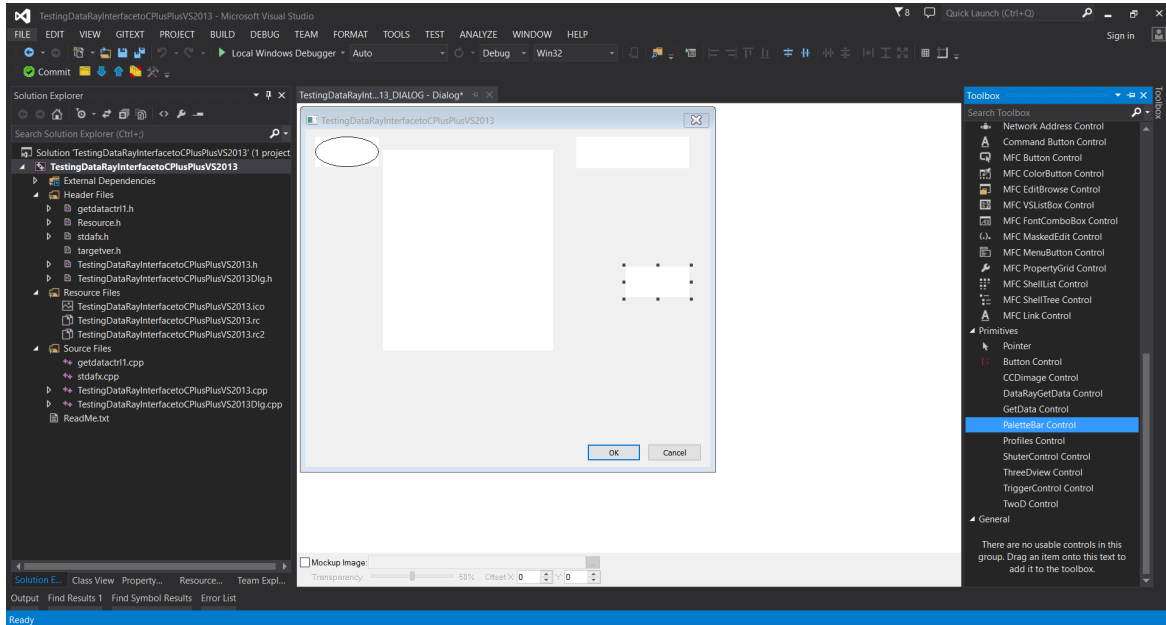 TestingDataRayInterfacetoCPlusPlusVS2013 - Microsoft Visual Studio
8
Quick Launch (Ctrl+Q)
FILE EDIT VIEW GITEXT PROJECT BUILD DEBUG TEAM FORMAT TOOLS TEST ANALYZE WINDOW HELP
Sign in
Local Windows Debugger Auto Debug Win32
Commit
Solution Explorer
Search Solution Explorer (Ctrl+;)
Solution 'TestingDataRayInterfacetoCPlusPlusVS2013' (1 project
TestingDataRayInterfacetoCPlusPlusVS2013
External Dependencies
Header Files
getdatactrl1.h
Resource.h
stdafx.h
targetver.h
TestingDataRayInterfacetoCPlusPlusVS2013.h
TestingDataRayInterfacetoCPlusPlusVS2013Dlg.h
Resource Files
TestingDataRayInterfacetoCPlusPlusVS2013.ico
TestingDataRayInterfacetoCPlusPlusVS2013.rc
TestingDataRayInterfacetoCPlusPlusVS2013.rc2
Source Files
getdatactrl1.cpp
stdafx.cpp
TestingDataRayInterfacetoCPlusPlusVS2013.cpp
TestingDataRayInterfacetoCPlusPlusVS2013Dlg.cpp
ReadMe.txt
Solution E... Class View Property... Resource... Team Expl...
TestingDataRayInt...13_DIALOG - Dialog*
TestingDataRayInterfacetoCPlusPlusVS2013
OK Cancel
Mockup Image: ...
Transparency: 50% Offset X: 0 Y: 0
Toolbox
Toolbox
Search Toolbox
Network Address Control
Command Button Control
MFC Button Control
MFC ColorButton Control
MFC EditBrowse Control
MFC VSListBox Control
MFC FontComboBox Control
MFC MaskedEdit Control
MFC MenuButton Control
MFC PropertyGrid Control
MFC ShellList Control
MFC ShellTree Control
MFC Link Control
Primitives
Pointer
Button Control
CCDimage Control
DataRayGetData Control
GetData Control
PaletteBar Control
Profiles Control
ShuterControl Control
ThreeDview Control
TriggerControl Control
TwoD Control
General
There are no usable controls in this
group. Drag an item onto this text to
add it to the toolbox.
Output Find Results 1 Find Symbol Results Error List
Ready